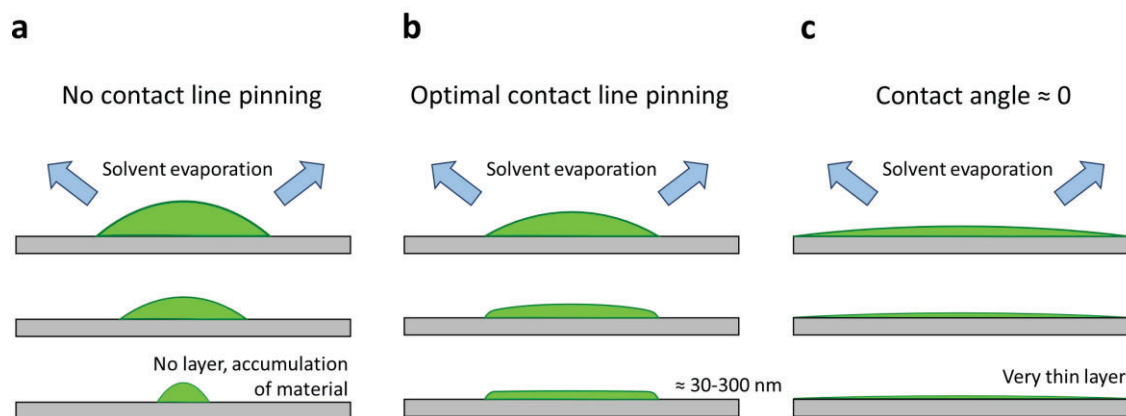 a
b
c
No contact line pinning
Optimal contact line pinning
Contact angle ≈ 0
Solvent evaporation
Solvent evaporation
Solvent evaporation
No layer, accumulation
of material
≈ 30-300 nm
Very thin layer